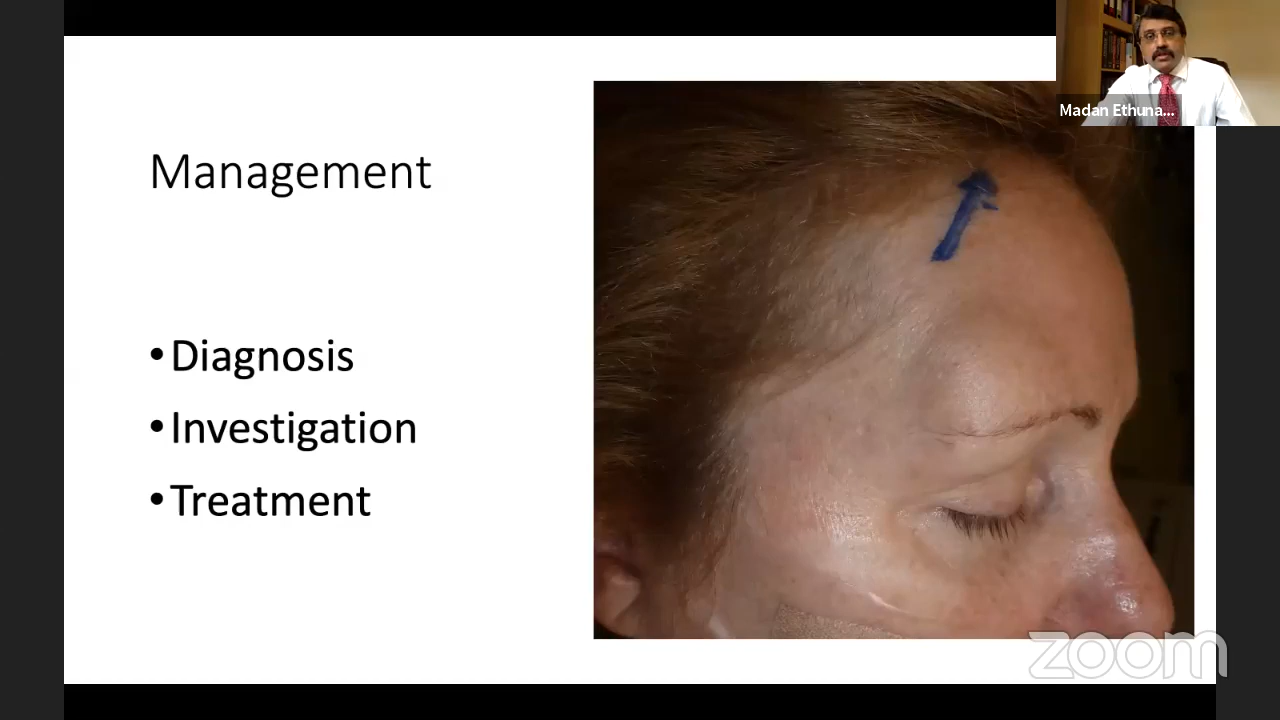 Madan Ethuna...
Management
• Diagnosis
• Investigation
• Treatment
zoom